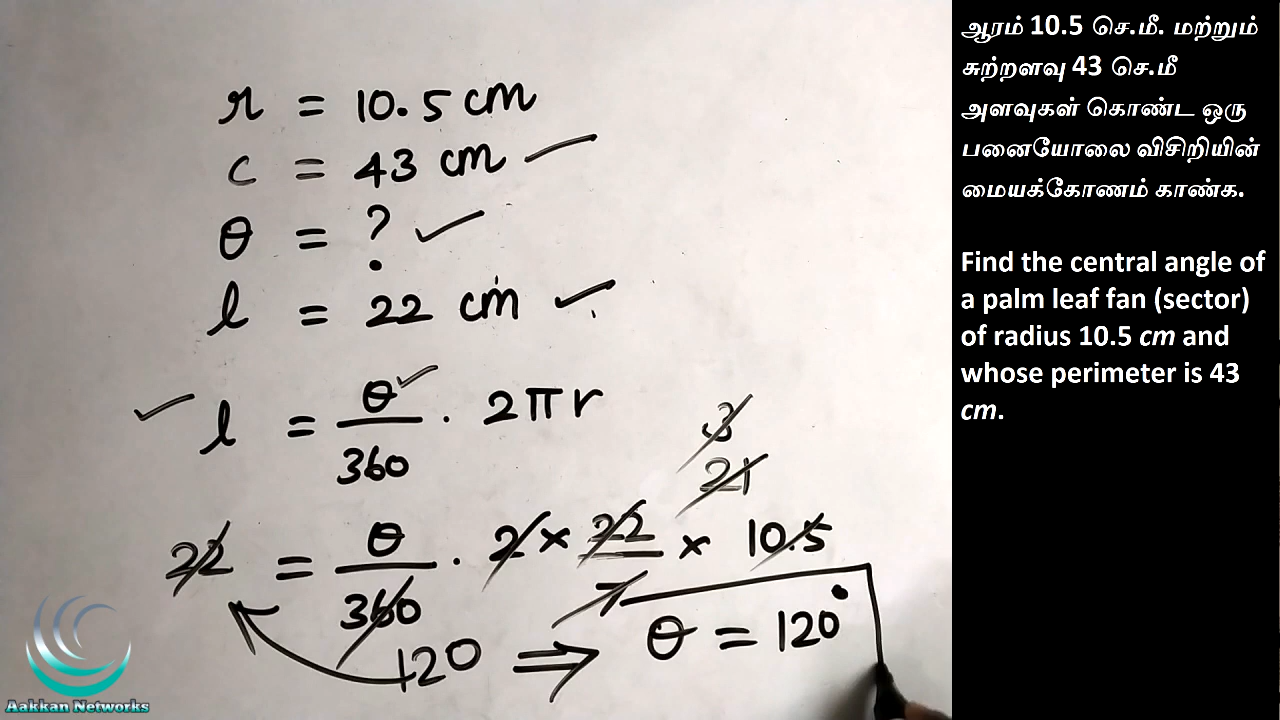 r = 10.5 cm
c = 43 cm
θ = ?
l = 22 cm
l = θ/360 . 2πr
3
21
22 = θ/360 . 2 × 22/7 × 10.5
120 ⇒ θ = 120°
ஆரம் 10.5 செ.மீ. மற்றும்
சுற்றளவு 43 செ.மீ
அளவுகள் கொண்ட ஒரு
பனையோலை விசிறியின்
மையக்கோணம் காண்க.
Find the central angle of
a palm leaf fan (sector)
of radius 10.5 cm and
whose perimeter is 43
cm.
Aakkan Networks